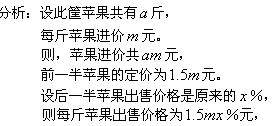 分析：设此筐苹果共有a斤，
每斤苹果进价m元。
则，苹果进价共am元，
前一半苹果的定价为1.5m元。
设后一半苹果出售价格是原来的x%，
则每斤苹果出售价格为1.5mx%元，